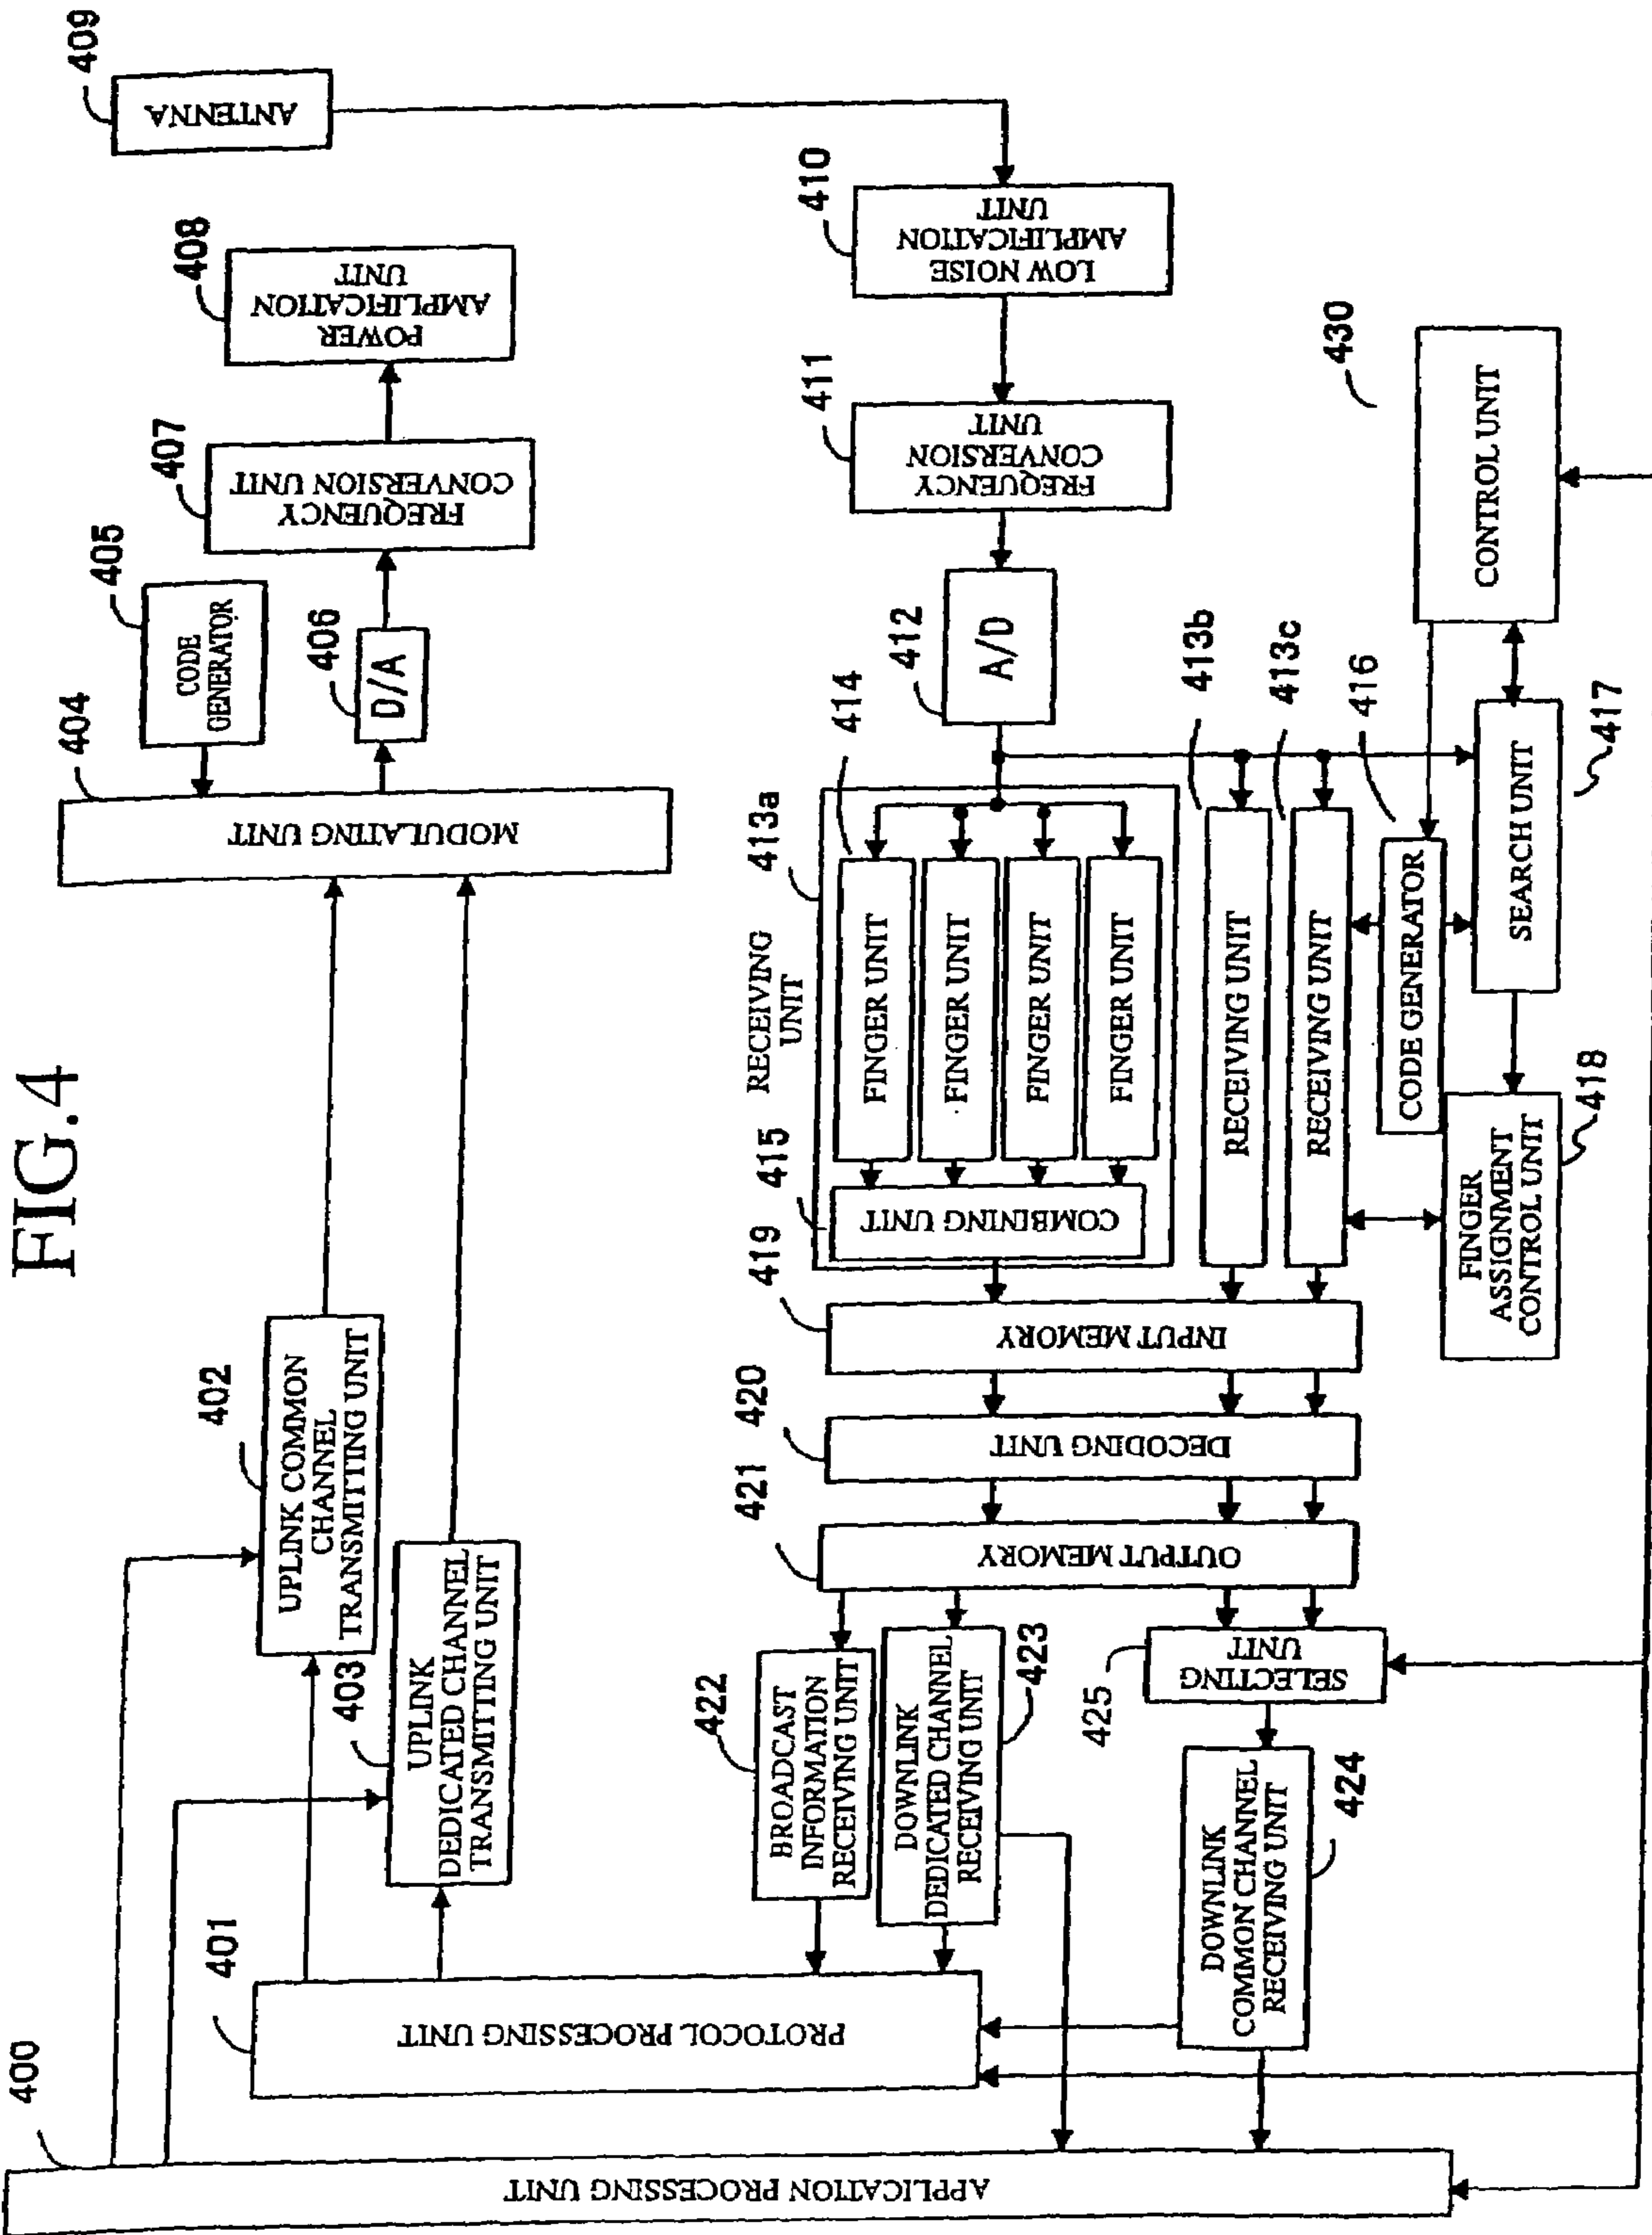 FIG.4
400
APPLICATION PROCESSING UNIT
401
PROTOCOL PROCESSING UNIT
402
UPLINK COMMON
CHANNEL
TRANSMITTING UNIT
403
UPLINK
DEDICATED CHANNEL
TRANSMITTING UNIT
404
MODULATING UNIT
405
CODE
GENERATOR
406
D/A
407
FREQUENCY
CONVERSION UNIT
408
POWER
AMPLIFICATION
UNIT
409
ANTENNA
410
LOW NOISE
AMPLIFICATION
UNIT
411
FREQUENCY
CONVERSION
UNIT
412
A/D
413a
RECEIVING
UNIT
414
FINGER UNIT
FINGER UNIT
FINGER UNIT
FINGER UNIT
415
COMBINING UNIT
413b
RECEIVING UNIT
413c
RECEIVING UNIT
416
CODE GENERATOR
417
SEARCH UNIT
418
FINGER
ASSIGNMENT
CONTROL UNIT
430
CONTROL UNIT
419
INPUT MEMORY
420
DECODING UNIT
421
OUTPUT MEMORY
422
BROADCAST
INFORMATION
RECEIVING UNIT
423
DOWNLINK
DEDICATED CHANNEL
RECEIVING UNIT
425
SELECTING
UNIT
424
DOWNLINK
COMMON CHANNEL
RECEIVING UNIT